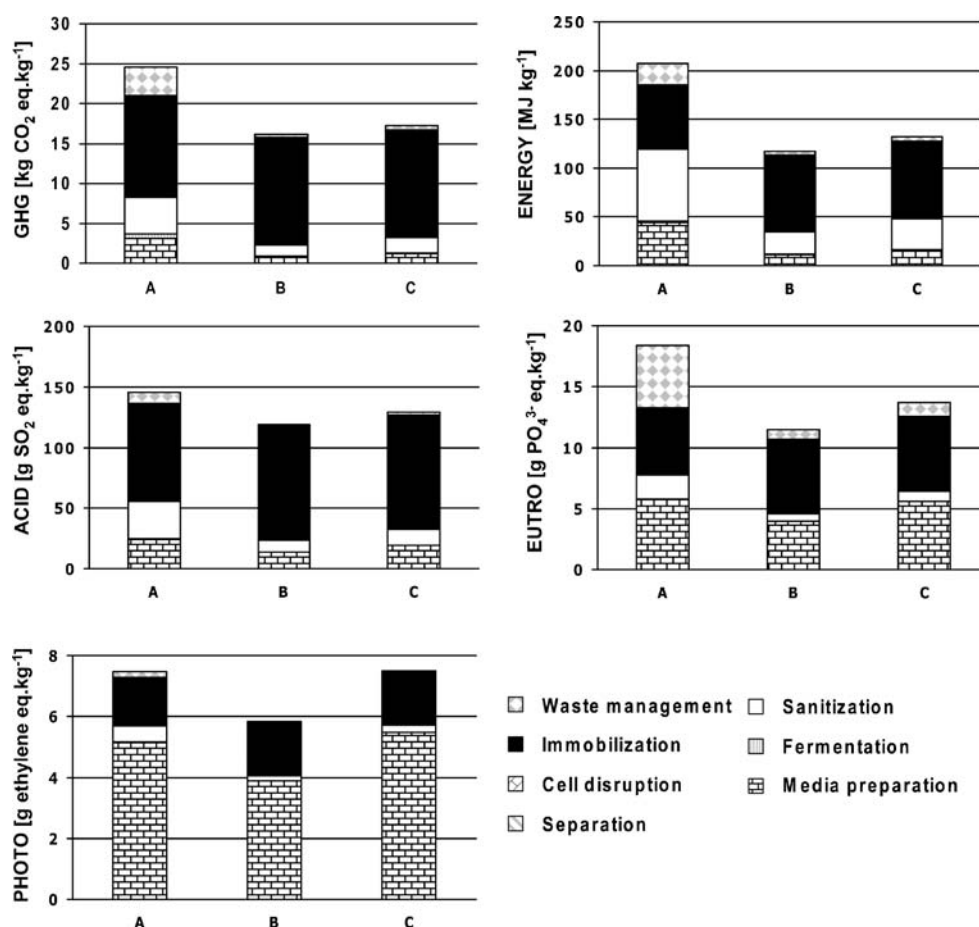 GHG [kg CO₂ eq.kg⁻¹]
30
25
20
15
10
5
0
A B C
ENERGY [MJ kg⁻¹]
250
200
150
100
50
0
A B C
ACID [g SO₂ eq.kg⁻¹]
200
150
100
50
0
A B C
EUTRO [g PO₄³⁻ eq.kg⁻¹]
20
15
10
5
0
A B C
PHOTO [g ethylene eq.kg⁻¹]
8
6
4
2
0
A B C
Waste management
Sanitization
Immobilization
Fermentation
Cell disruption
Media preparation
Separation